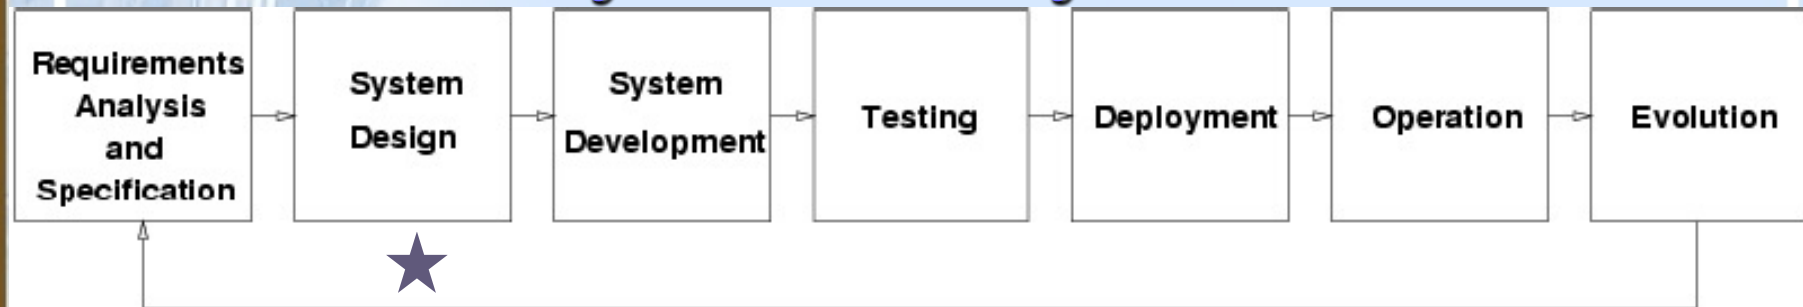 Requirements
Analysis
and
Specification
System
Design
System
Development
Testing
Deployment
Operation
Evolution